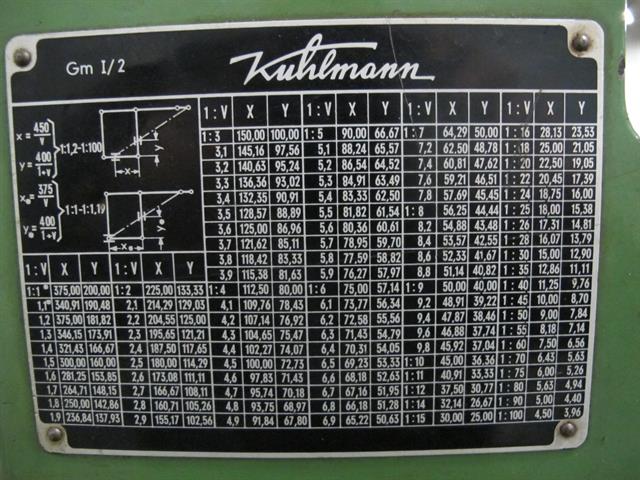 Gm I/2
Kuhlmann
x = 450/V
y = 400/1+v
1:1,2-1:100
x• = 375/V
y• = 400/1+v
1:1-1:1,19
X
Y
X•
Y•
1:V X Y 1:V X Y 1:V X Y 1:V X Y
1:3 150,00 100,00 1:5 90,00 66,67 1:7 64,29 50,00 1:16 28,13 23,53
3,1 145,16 97,56 5,1 88,24 65,57 7,2 62,50 48,78 1:18 25,00 21,05
3,2 140,63 95,24 5,2 86,54 64,52 7,4 60,81 47,62 1:20 22,50 19,05
3,3 136,36 93,02 5,3 84,91 63,49 7,6 59,21 46,51 1:22 20,45 17,39
3,4 132,35 90,91 5,4 83,33 62,50 7,8 57,69 45,45 1:24 18,75 16,00
3,5 128,57 88,89 5,5 81,82 61,54 1:8 56,25 44,44 1:25 18,00 15,38
3,6 125,00 86,96 5,6 80,36 60,61 8,2 54,88 43,48 1:26 17,31 14,81
3,7 121,62 85,11 5,7 78,95 59,70 8,4 53,57 42,55 1:28 16,07 13,79
3,8 118,42 83,33 5,8 77,59 58,82 8,6 52,33 41,67 1:30 15,00 12,90
1:V X Y 1:V X Y 3,9 115,38 81,63 5,9 76,27 57,97 8,8 51,14 40,82 1:35 12,86 11,11
1:1• 375,00 200,00 1:2 225,00 133,33 1:4 112,50 80,00 1:6 75,00 57,14 1:9 50,00 40,00 1:40 11,25 9,76
1,1• 340,91 190,48 2,1 214,29 129,03 4,1 109,76 78,43 6,1 73,77 56,34 9,2 48,91 39,22 1:45 10,00 8,70
1,2 375,00 181,82 2,2 204,55 125,00 4,2 107,14 76,92 6,2 72,58 55,56 9,4 47,87 38,46 1:50 9,00 7,84
1,3 346,15 173,91 2,3 195,65 121,21 4,3 104,65 75,47 6,3 71,43 54,79 9,6 46,88 37,74 1:55 8,18 7,14
1,4 321,43 166,67 2,4 187,50 117,65 4,4 102,27 74,07 6,4 70,31 54,05 9,8 45,92 37,04 1:60 7,50 6,56
1,5 300,00 160,00 2,5 180,00 114,29 4,5 100,00 72,73 6,5 69,23 53,33 1:10 45,00 36,36 1:70 6,43 5,63
1,6 281,25 153,85 2,6 173,08 111,11 4,6 97,83 71,43 6,6 68,18 52,63 1:11 40,91 33,33 1:75 6,00 5,26
1,7 264,71 148,15 2,7 166,67 108,11 4,7 95,74 70,18 6,7 67,16 51,95 1:12 37,50 30,77 1:80 5,63 4,94
1,8 250,00 142,86 2,8 160,71 105,26 4,8 93,75 68,97 6,8 66,18 51,28 1:14 32,14 26,67 1:90 5,00 4,40
1,9 236,84 137,93 2,9 155,17 102,56 4,9 91,84 67,80 6,9 65,22 50,63 1:15 30,00 25,00 1:100 4,50 3,96